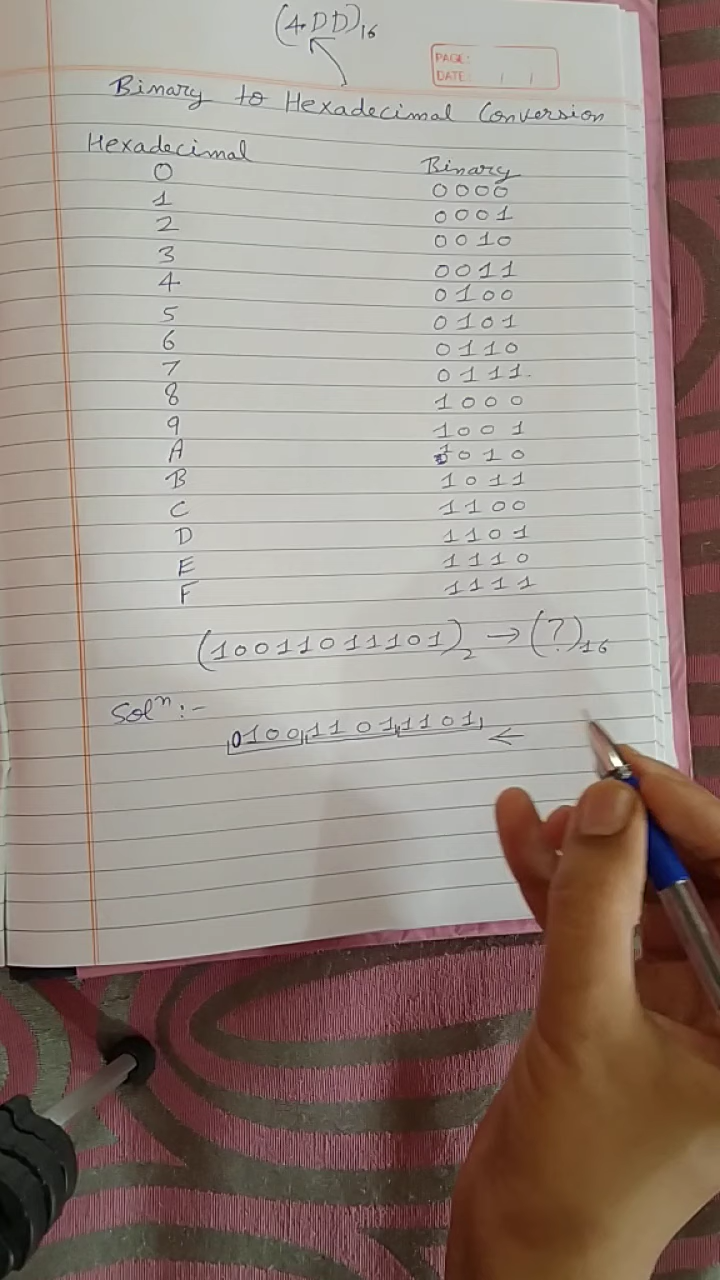 (4DD)16
PAGE:
DATE: / /
Binary to Hexadecimal Conversion
Hexadecimal Binary
0 0000
1 0001
2 0010
3 0011
4 0100
5 0101
6 0110
7 0111
8 1000
9 1001
A 1010
B 1011
C 1100
D 1101
E 1110
F 1111
(10011011101)2 → (?)16
Solⁿ :-
0100 1101 1101 ←